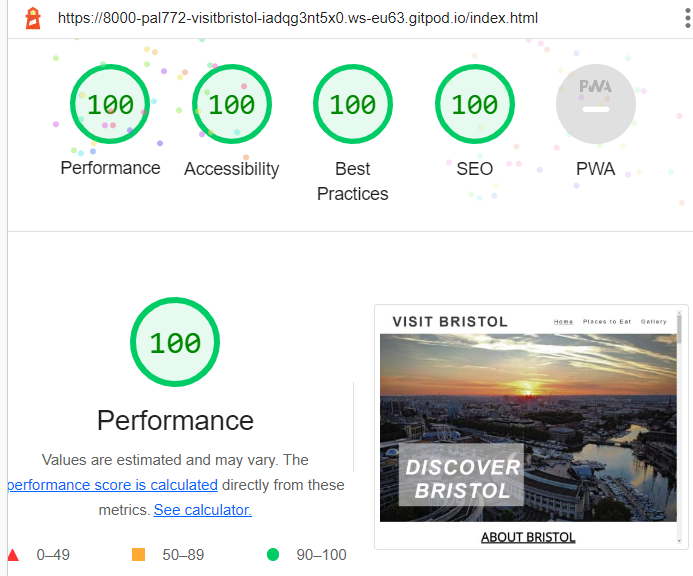 https://8000-pal772-visitbristol-iadqg3nt5x0.ws-eu63.gitpod.io/index.html
100 100 100 100 PWA
Performance Accessibility Best Practices SEO PWA
100
Performance
Values are estimated and may vary. The
performance score is calculated directly from these
metrics. See calculator.
0–49 50–89 90–100
VISIT BRISTOL Home Places to Eat Gallery
DISCOVER
BRISTOL
ABOUT BRISTOL